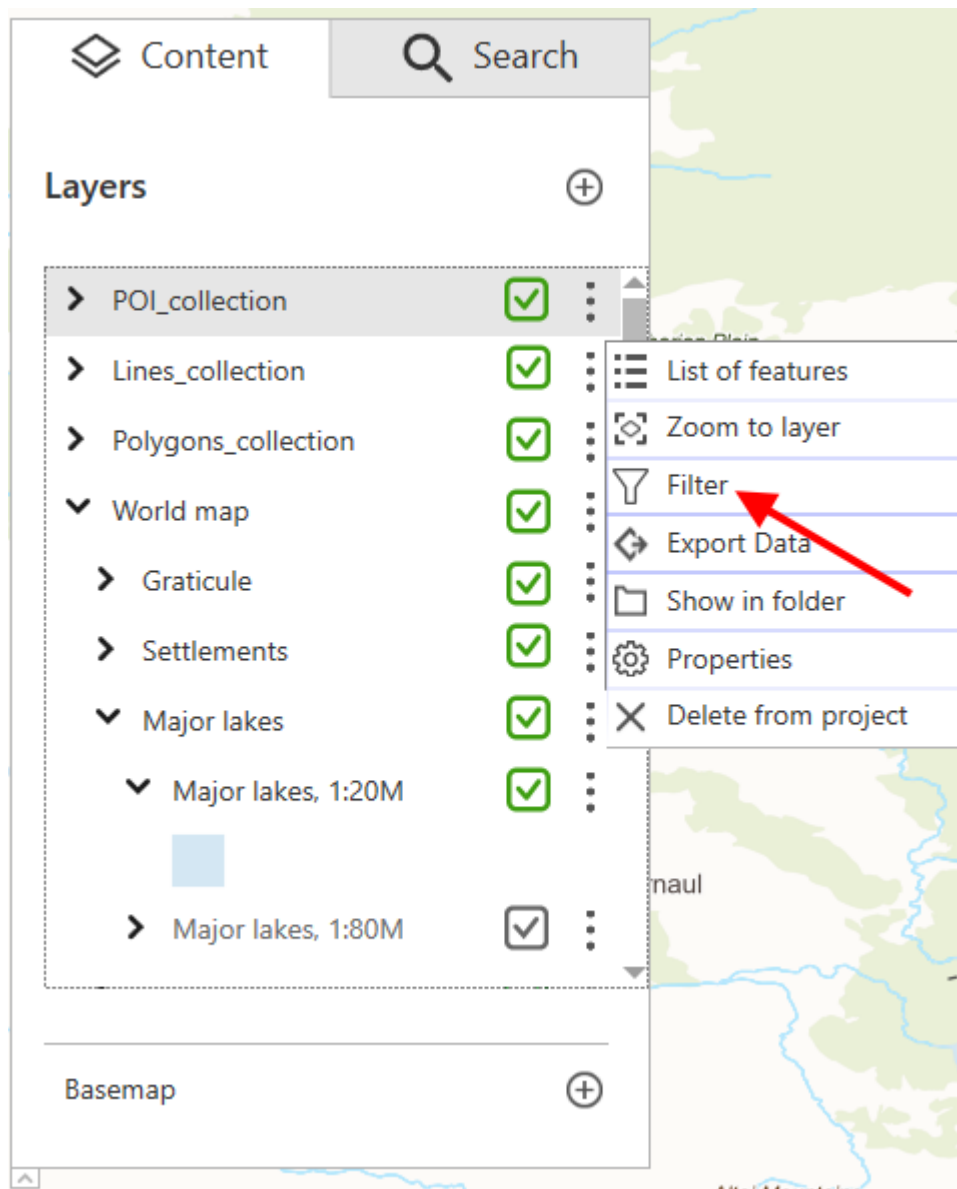 Content
Search
Layers
POI_collection
Lines_collection
Polygons_collection
World map
Graticule
Settlements
Major lakes
Major lakes, 1:20M
Major lakes, 1:80M
Basemap
List of features
Zoom to layer
Filter
Export Data
Show in folder
Properties
Delete from project
Plain
naul